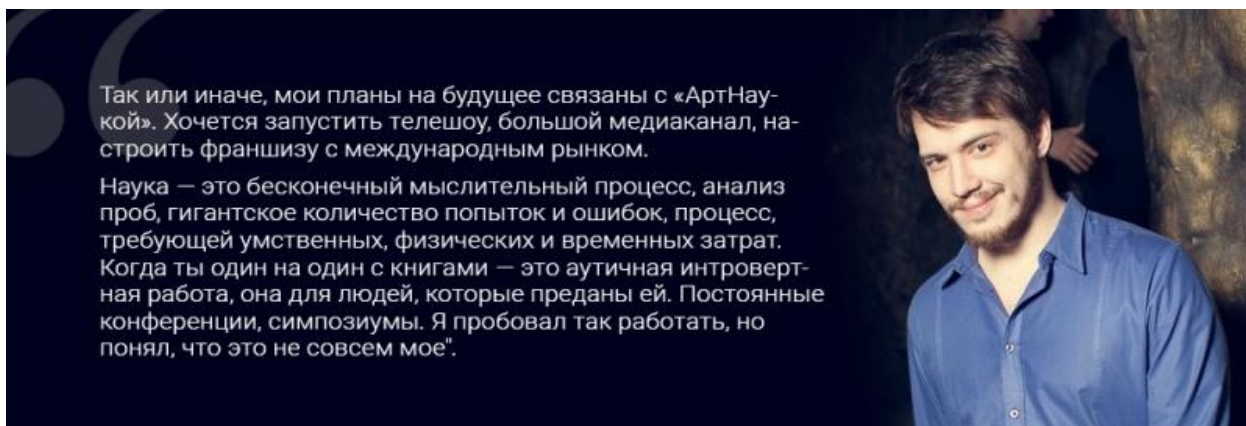 Так или иначе, мои планы на будущее связаны с «АртНау-
кой». Хочется запустить телешоу, большой медиаканал, на-
строить франшизу с международным рынком.
Наука — это бесконечный мыслительный процесс, анализ
проб, гигантское количество попыток и ошибок, процесс,
требующей умственных, физических и временных затрат.
Когда ты один на один с книгами — это аутичная интроверт-
ная работа, она для людей, которые преданы ей. Постоянные
конференции, симпозиумы. Я пробовал так работать, но
понял, что это не совсем мое".